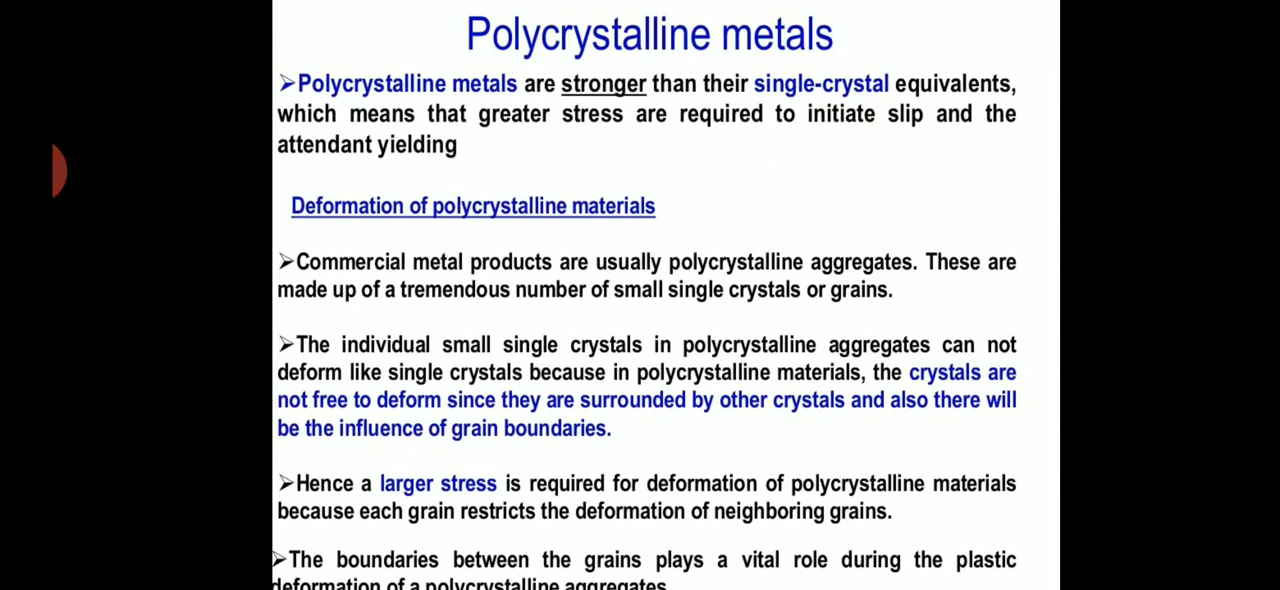 Polycrystalline metals
➢Polycrystalline metals are stronger than their single-crystal equivalents,
which means that greater stress are required to initiate slip and the
attendant yielding
Deformation of polycrystalline materials
➢Commercial metal products are usually polycrystalline aggregates. These are
made up of a tremendous number of small single crystals or grains.
➢The individual small single crystals in polycrystalline aggregates can not
deform like single crystals because in polycrystalline materials, the crystals are
not free to deform since they are surrounded by other crystals and also there will
be the influence of grain boundaries.
➢Hence a larger stress is required for deformation of polycrystalline materials
because each grain restricts the deformation of neighboring grains.
➢The boundaries between the grains plays a vital role during the plastic
deformation of a polycrystalline aggregates